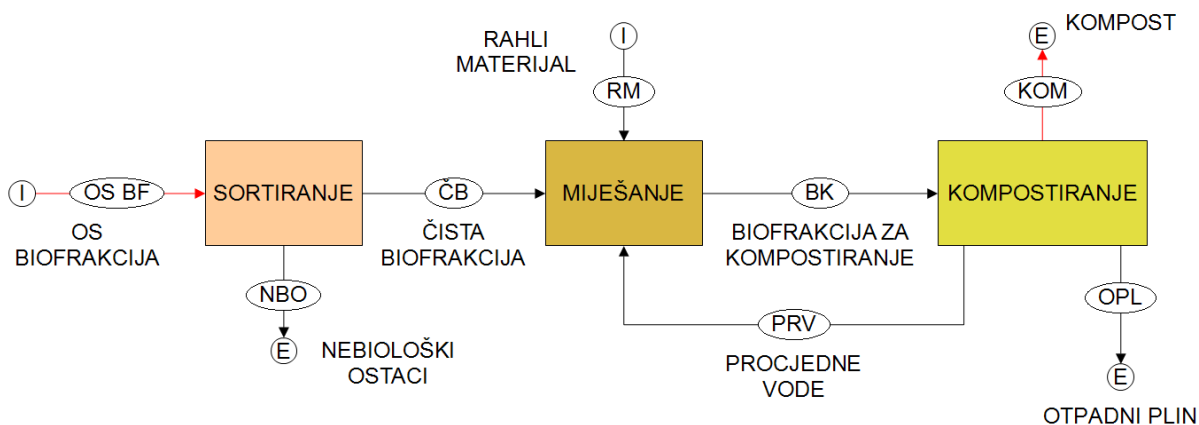 RAHLI
MATERIJAL
I
RM
E
KOMPOST
KOM
I
OS BF
SORTIRANJE
ČB
MIJEŠANJE
BK
KOMPOSTIRANJE
OS
BIOFRAKCIJA
ČISTA
BIOFRAKCIJA
BIOFRAKCIJA ZA
KOMPOSTIRANJE
NBO
E
NEBIOLOŠKI
OSTACI
PRV
PROCJEDNE
VODE
OPL
E
OTPADNI PLIN